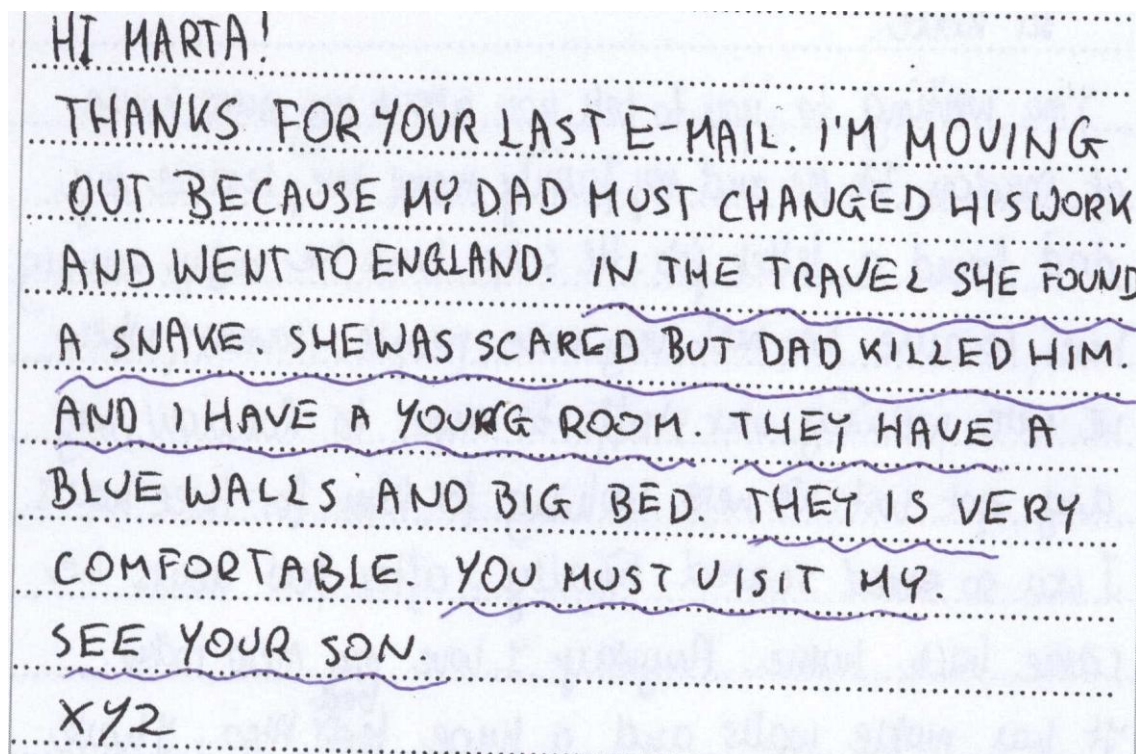 HI MARTA!
THANKS FOR YOUR LAST E-MAIL. I'M MOVING
OUT BECAUSE MY DAD MUST CHANGED HIS WORK
AND WENT TO ENGLAND. IN THE TRAVEL SHE FOUND
A SNAKE. SHE WAS SCARED BUT DAD KILLED HIM
AND I HAVE A YOURG ROOM. THEY HAVE A
BLUE WALLS AND BIG BED. THEY IS VERY
COMFORTABLE. YOU MUST VISIT MY.
SEE YOUR SON.
XYZ